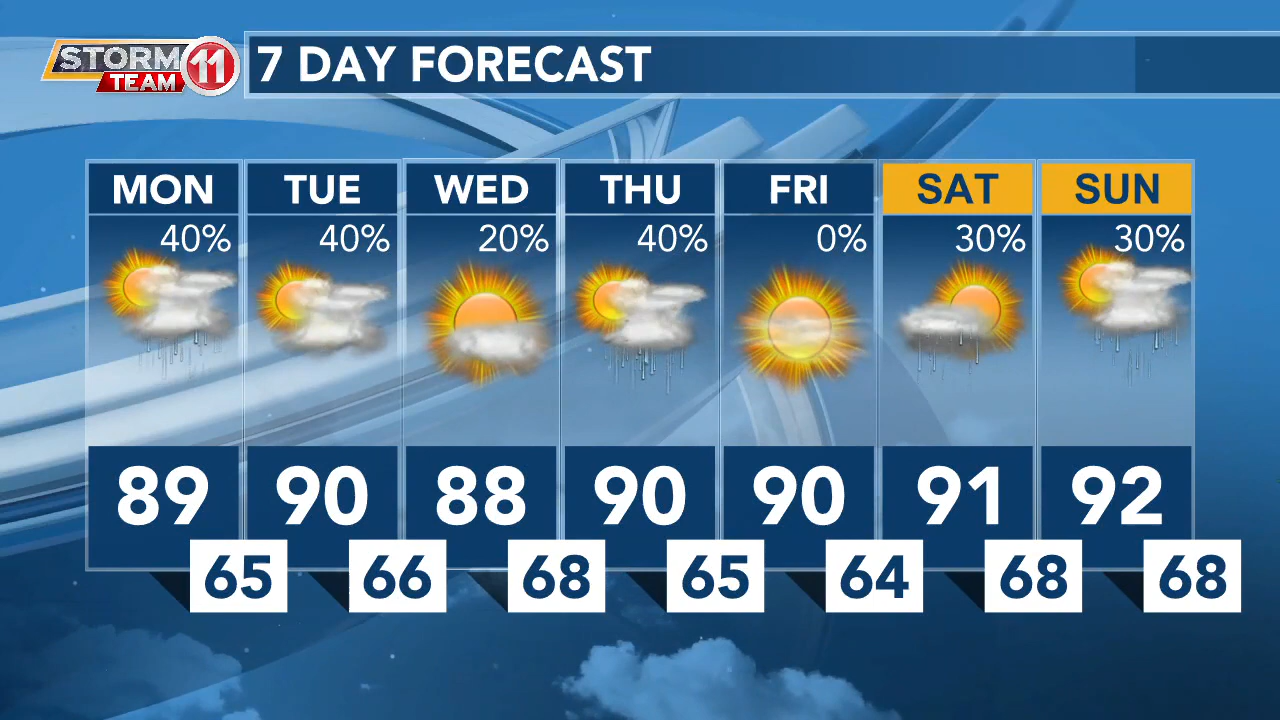 STORM
TEAM
11
7 DAY FORECAST
MON TUE WED THU FRI SAT SUN
40% 40% 20% 40% 0% 30% 30%
89 90 88 90 90 91 92
65 66 68 65 64 68 68